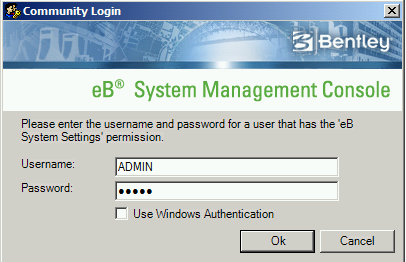 Community Login
Bentley
eB® System Management Console
Please enter the username and password for a user that has the 'eB
System Settings' permission.
Username:
ADMIN
Password:
●●●●●
Use Windows Authentication
Ok
Cancel